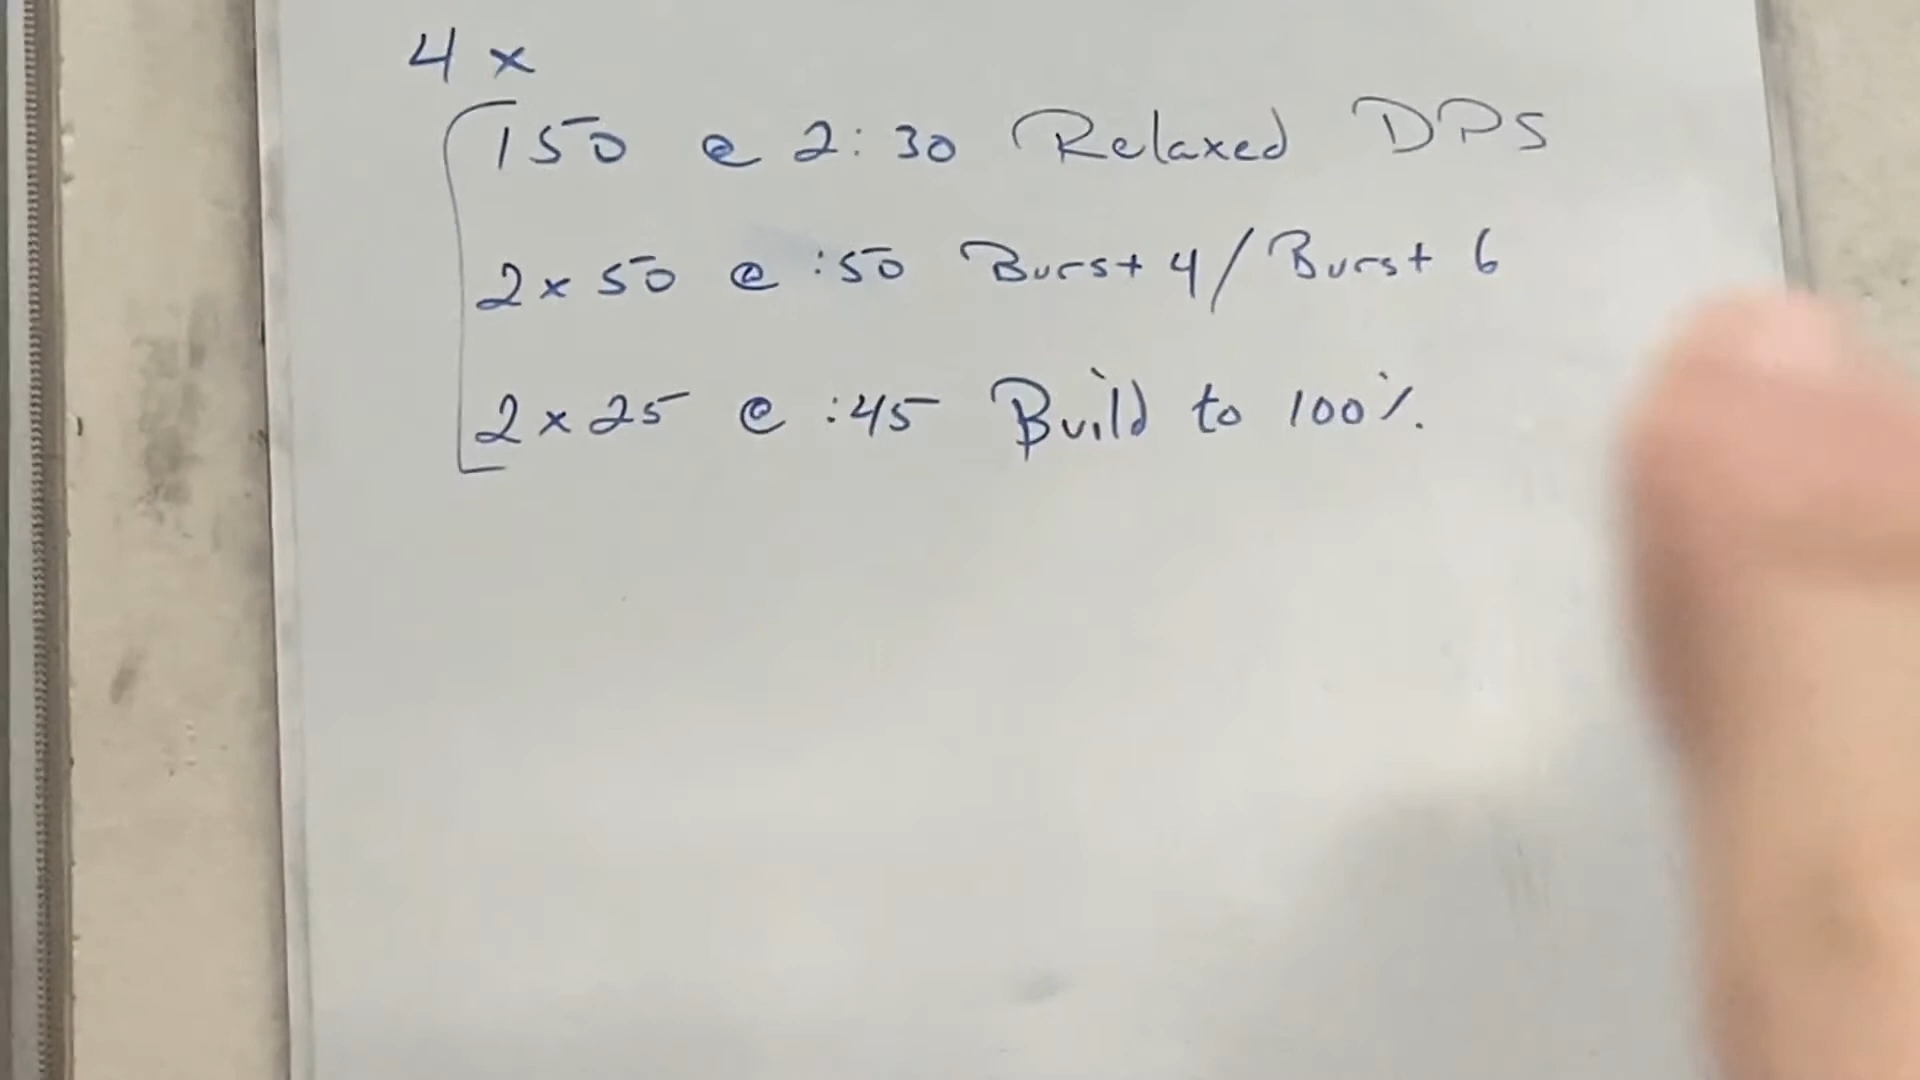 4 x
150 @ 2:30 Relaxed DPS
2 x 50 @ :50 Burst 4 / Burst 6
2 x 25 @ :45 Build to 100%